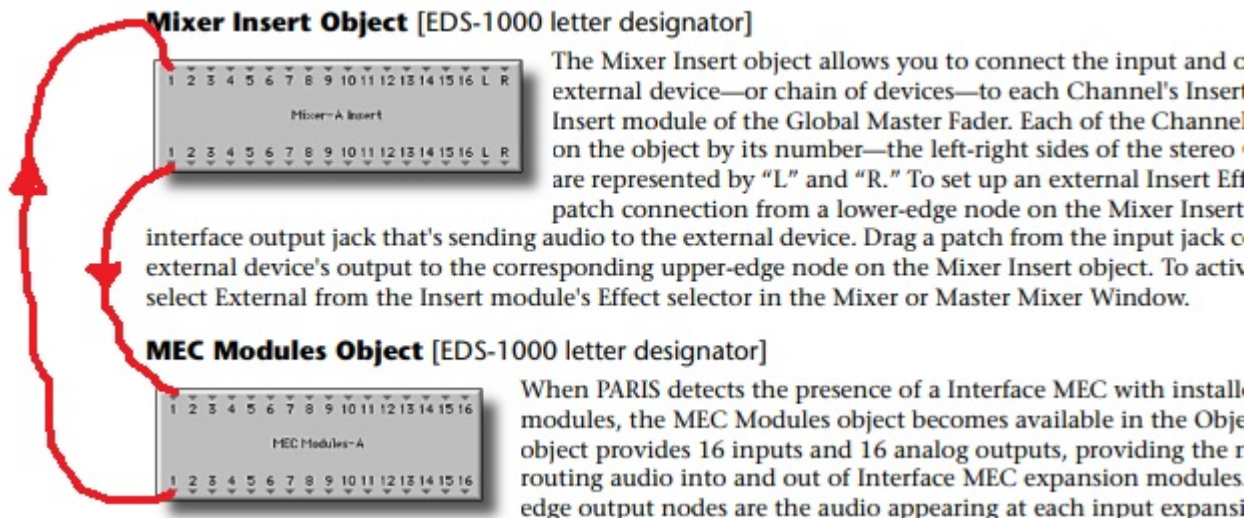 Mixer Insert Object [EDS-1000 letter designator]
1 2 3 4 5 6 7 8 9 10 11 12 13 14 15 16 L R
Mixer-A Insert
1 2 3 4 5 6 7 8 9 10 11 12 13 14 15 16 L R
The Mixer Insert object allows you to connect the input and o
external device—or chain of devices—to each Channel's Insert
Insert module of the Global Master Fader. Each of the Channel
on the object by its number—the left-right sides of the stereo
are represented by “L” and “R.” To set up an external Insert Eff
patch connection from a lower-edge node on the Mixer Insert
interface output jack that's sending audio to the external device. Drag a patch from the input jack c
external device's output to the corresponding upper-edge node on the Mixer Insert object. To activ
select External from the Insert module's Effect selector in the Mixer or Master Mixer Window.
MEC Modules Object [EDS-1000 letter designator]
1 2 3 4 5 6 7 8 9 10 11 12 13 14 15 16
MEC Modules-A
1 2 3 4 5 6 7 8 9 10 11 12 13 14 15 16
When PARIS detects the presence of a Interface MEC with installe
modules, the MEC Modules object becomes available in the Obje
object provides 16 inputs and 16 analog outputs, providing the
routing audio into and out of Interface MEC expansion modules.
edge output nodes are the audio appearing at each input expansi